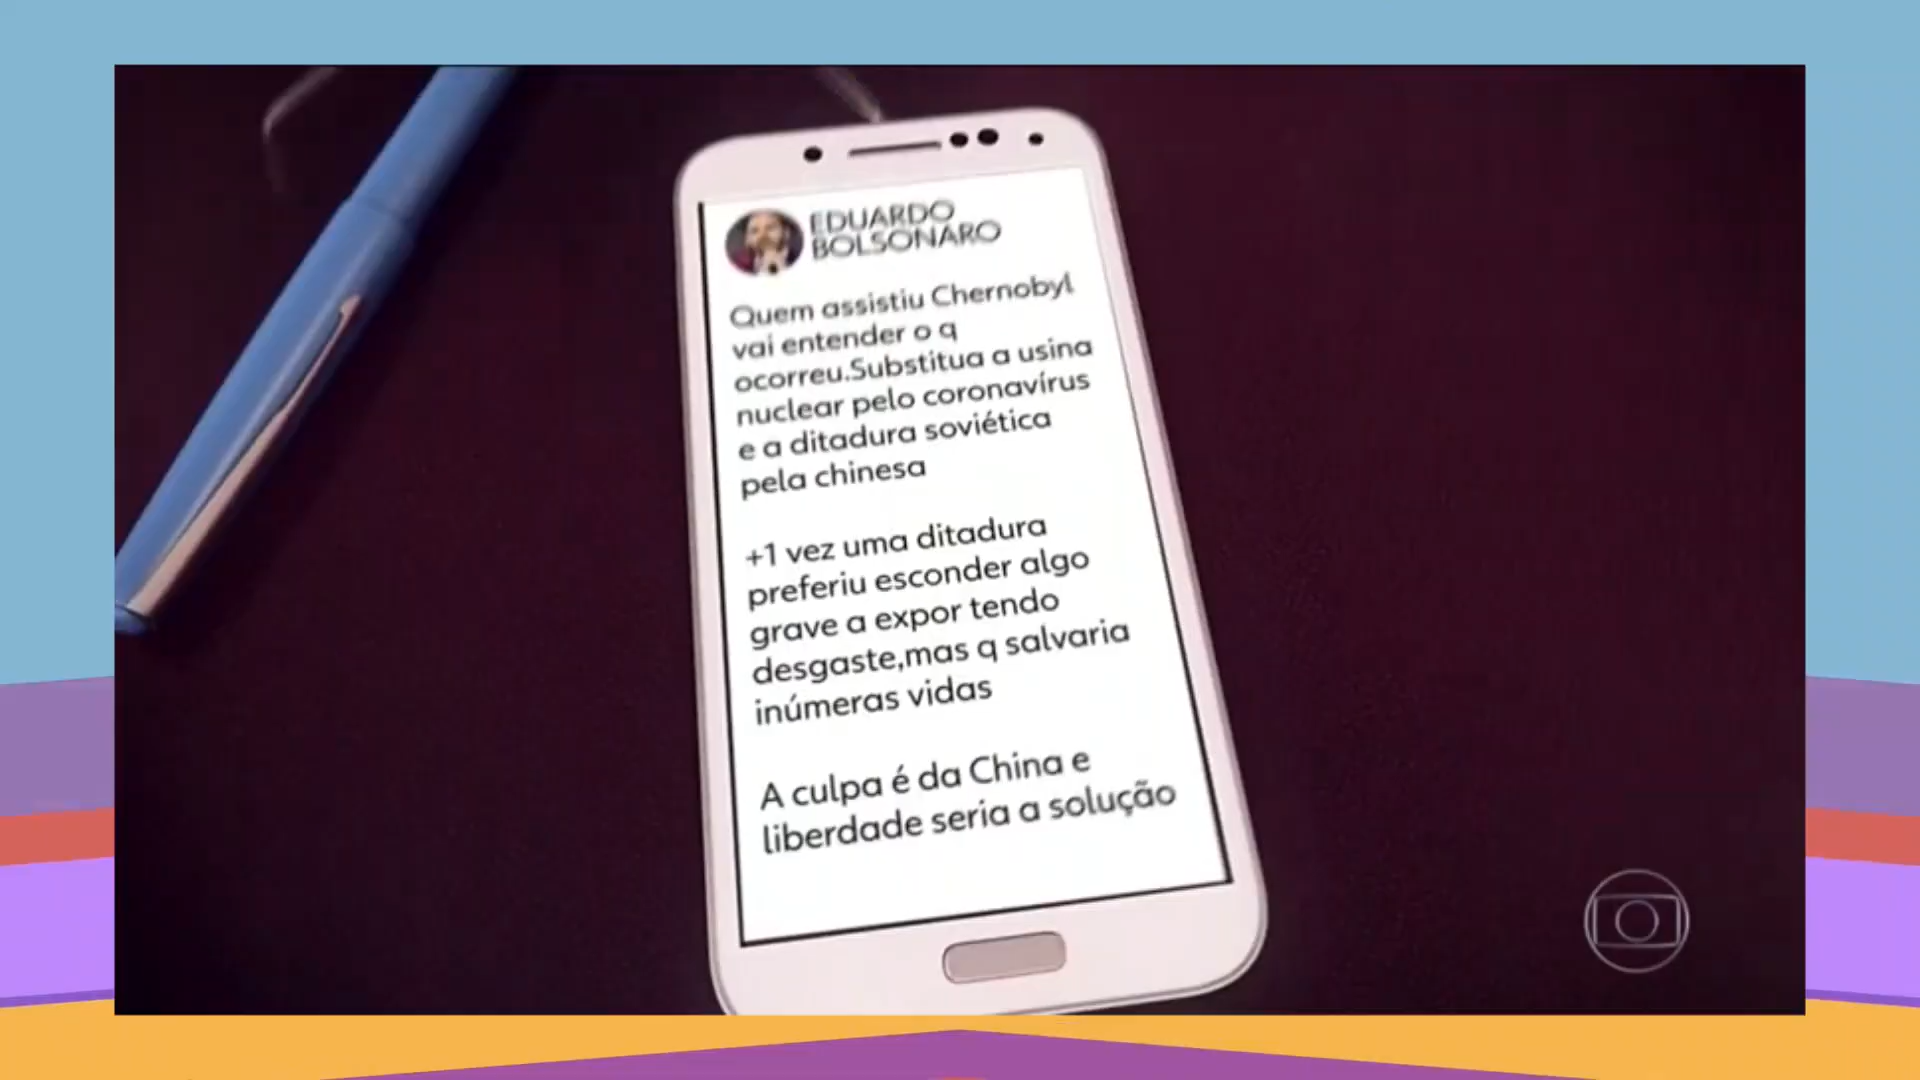 EDUARDO
BOLSONARO
Quem assistiu Chernobyl
vai entender o q
ocorreu.Substitua a usina
nuclear pelo coronavírus
e a ditadura soviética
pela chinesa
+1 vez uma ditadura
preferiu esconder algo
grave a expor tendo
desgaste,mas q salvaria
inúmeras vidas
A culpa é da China e
liberdade seria a solução